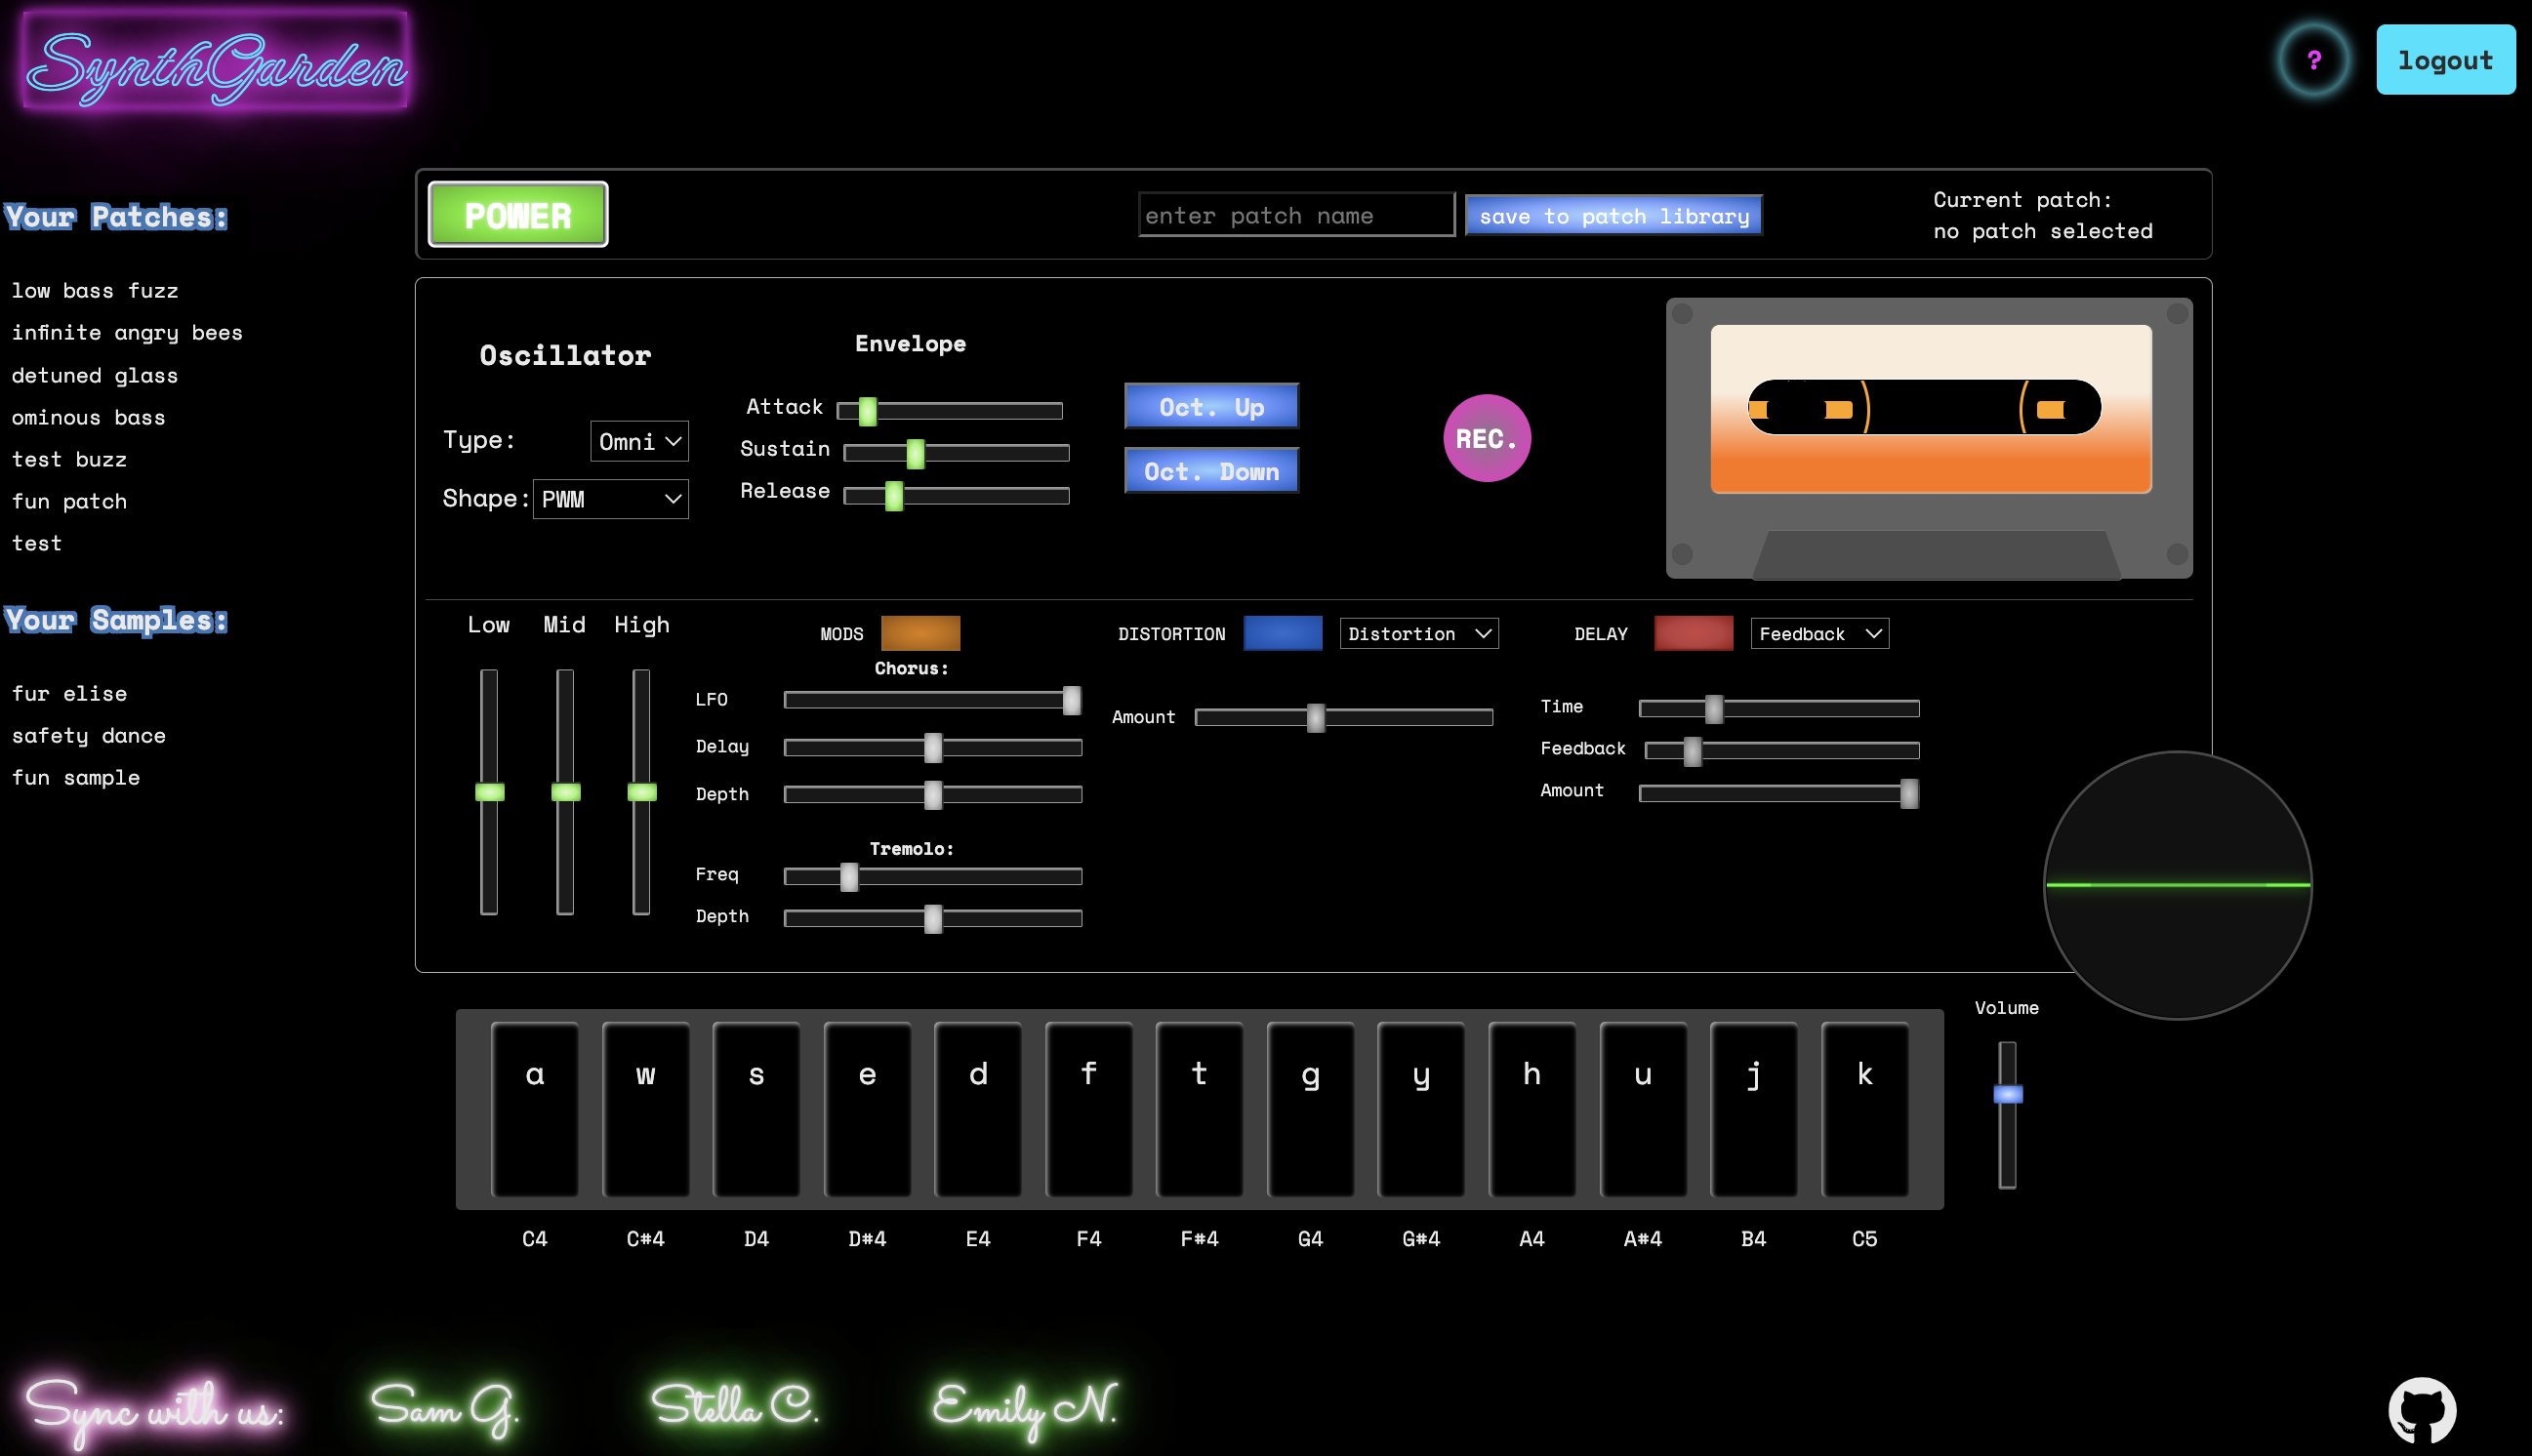 SynthGarden
?
logout
Your Patches:
low bass fuzz
infinite angry bees
detuned glass
ominous bass
test buzz
fun patch
test
Your Samples:
fur elise
safety dance
fun sample
POWER
enter patch name
save to patch library
Current patch:
no patch selected
Oscillator
Type:
Omni
Shape:
PWM
Envelope
Attack
Sustain
Release
Oct. Up
Oct. Down
REC.
Low Mid High
MODS
Chorus:
LFO
Delay
Depth
Tremolo:
Freq
Depth
DISTORTION
Distortion
Amount
DELAY
Feedback
Time
Feedback
Amount
Volume
a w s e d f t g y h u j k
C4 C#4 D4 D#4 E4 F4 F#4 G4 G#4 A4 A#4 B4 C5
Sync with us: Sam G. Stella C. Emily N.